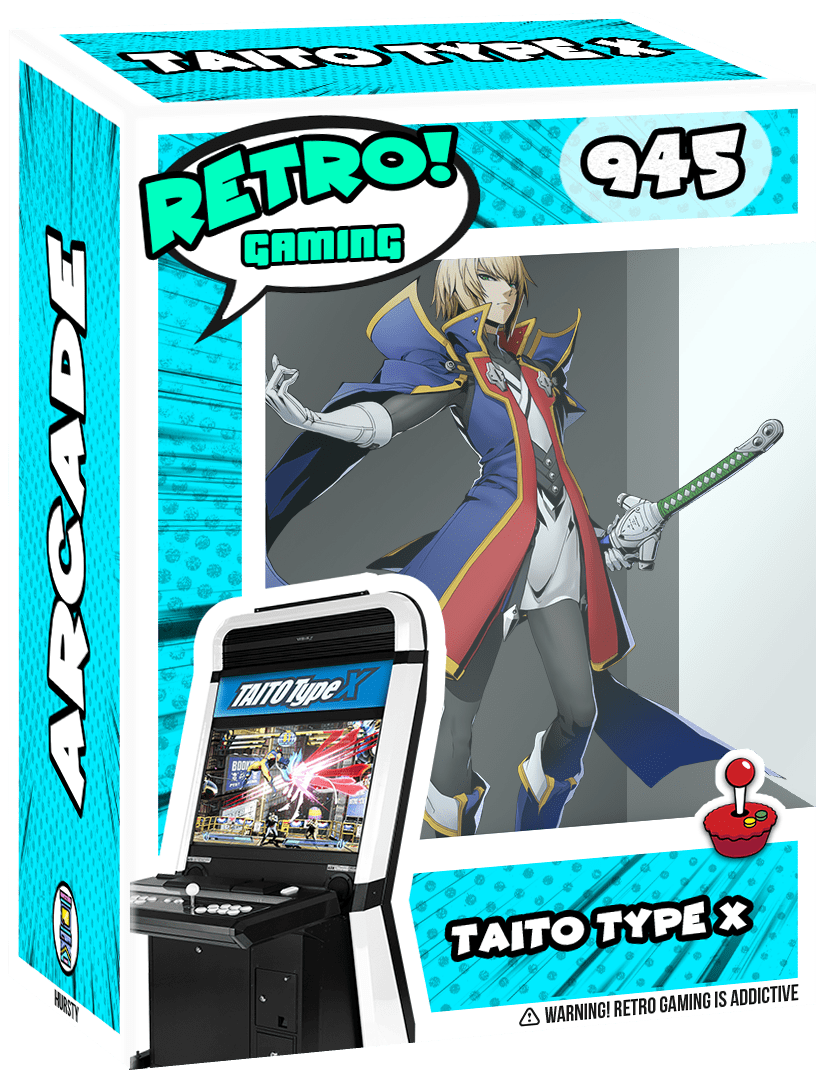 TAITO TYPE X
RETRO!
GAMING
945
ARCADE
TAITO Type X
TAITO TYPE X
HURSTY
⚠ WARNING! RETRO GAMING IS ADDICTIVE